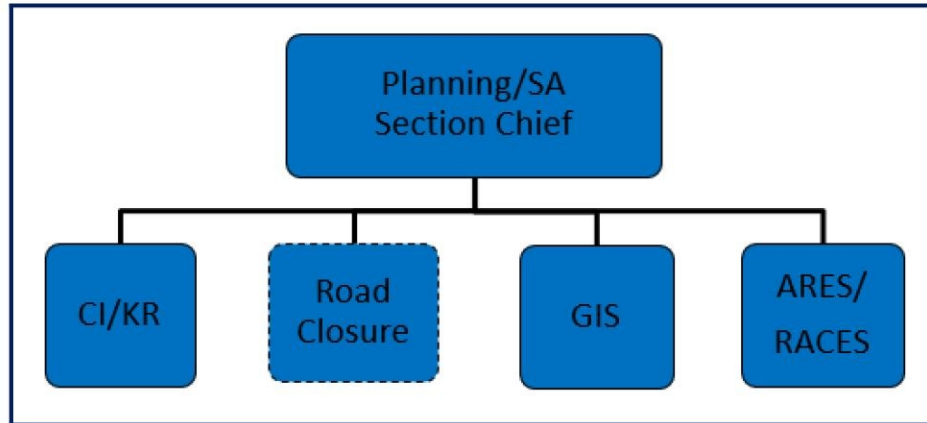 Planning/SA
Section Chief
CI/KR
Road
Closure
GIS
ARES/
RACES